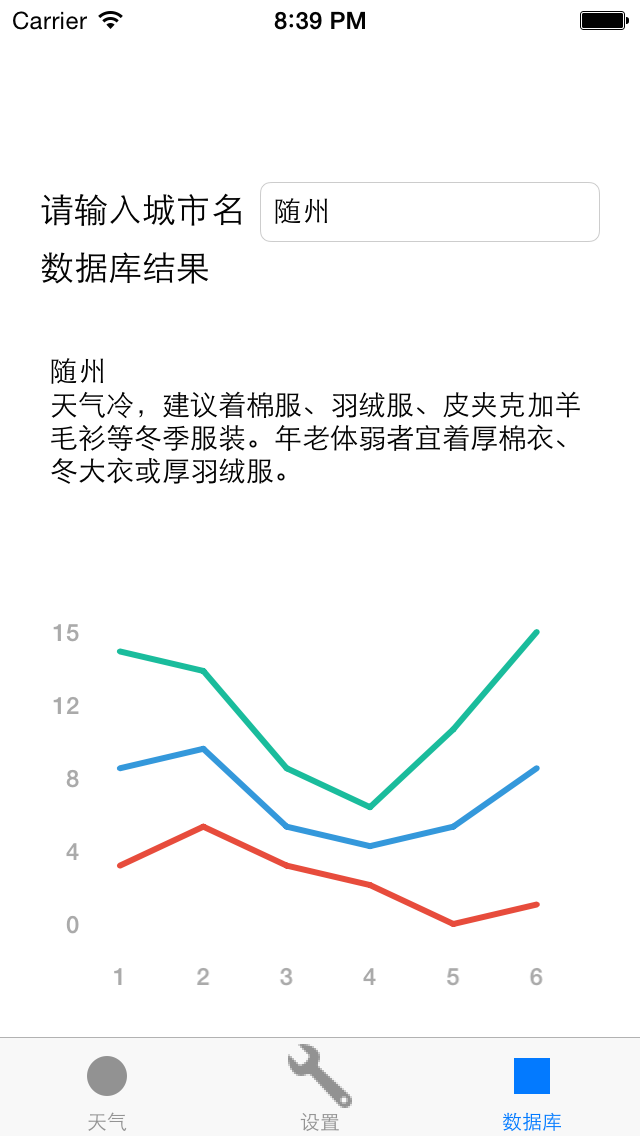 Carrier 8:39 PM
请输入城市名 随州
数据库结果
随州
天气冷，建议着棉服、羽绒服、皮夹克加羊
毛衫等冬季服装。年老体弱者宜着厚棉衣、
冬大衣或厚羽绒服。
15
12
8
4
0
1 2 3 4 5 6
天气 设置 数据库